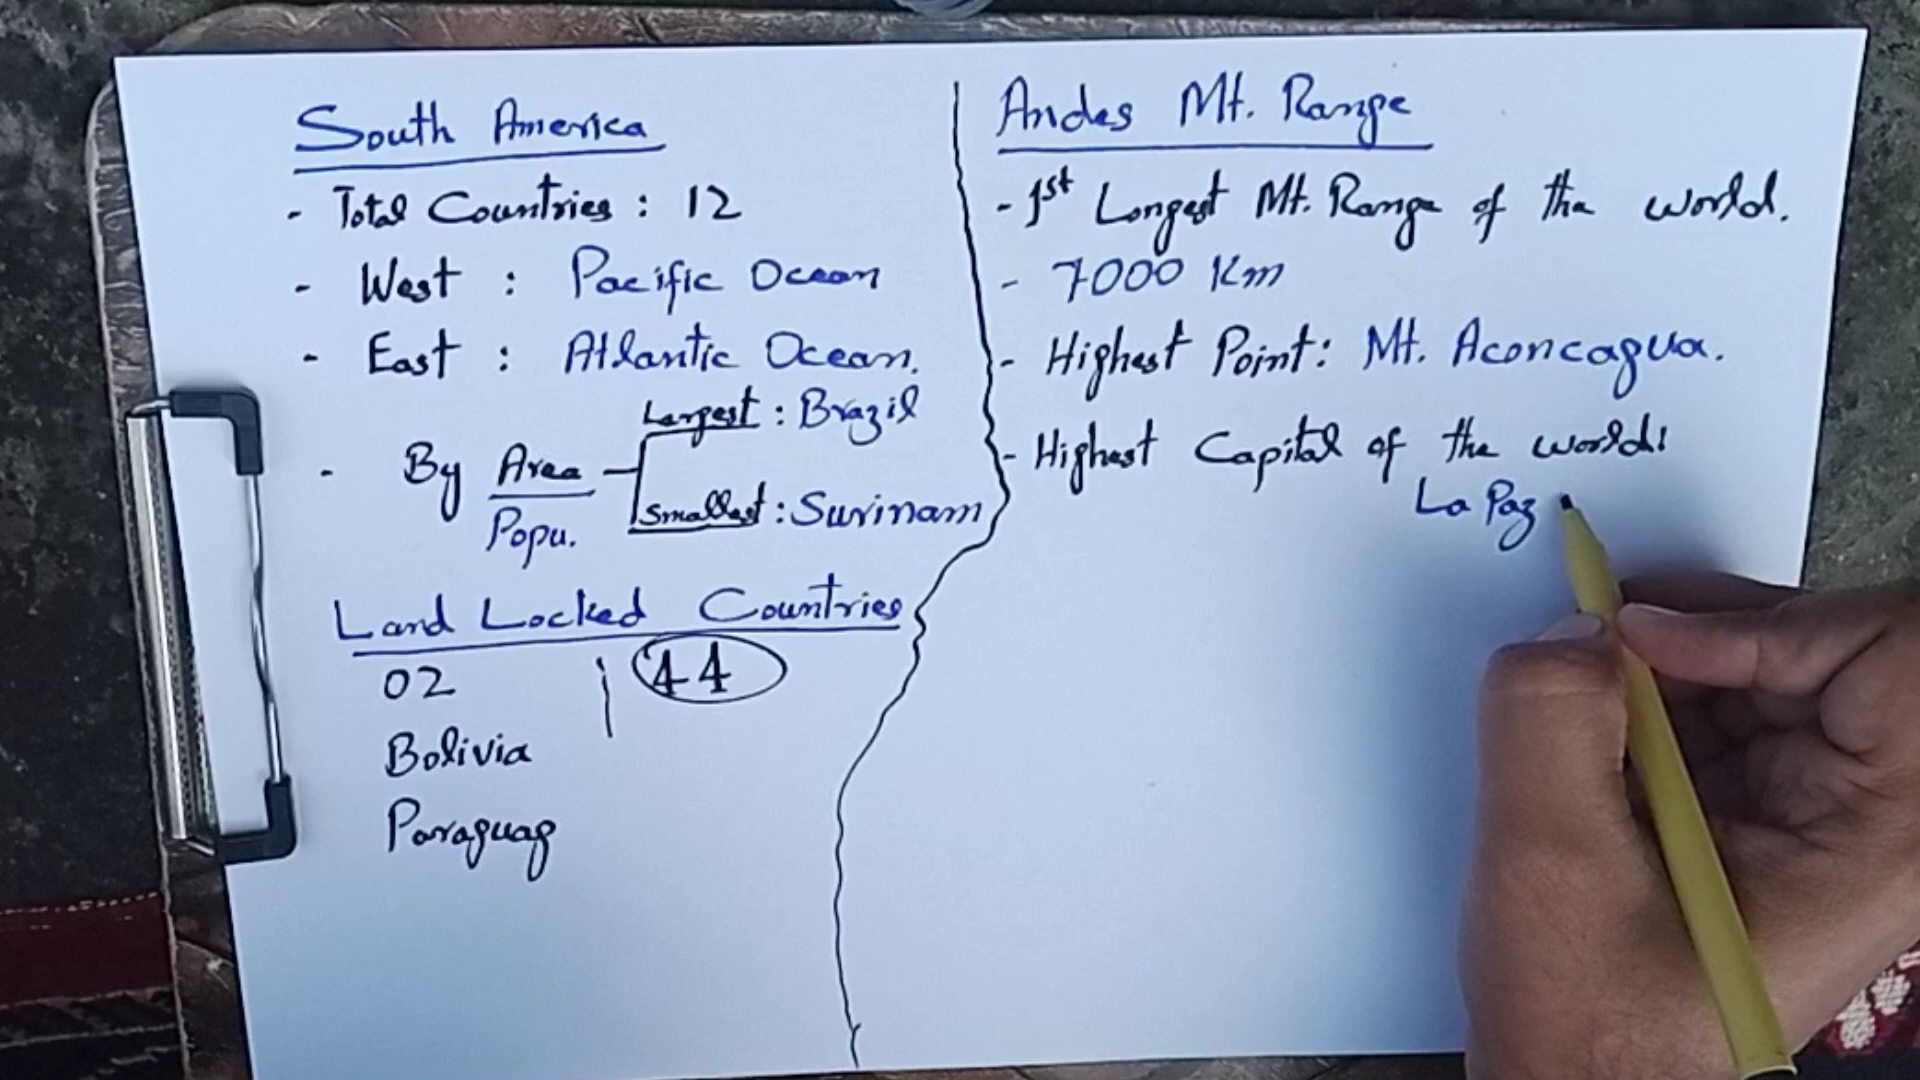 South America
- Total Countries : 12
- West : Pacific Ocean
- East : Atlantic Ocean.
Largest : Brazil
- By Area
Popu.
Smallest : Surinam
Land Locked Countries
02 | 44
Bolivia
Paraguay
Andes Mt. Range
- 1st Longest Mt. Range of the world.
- 7000 Km
- Highest Point : Mt. Aconcagua.
- Highest Capital of the world:
La Paz